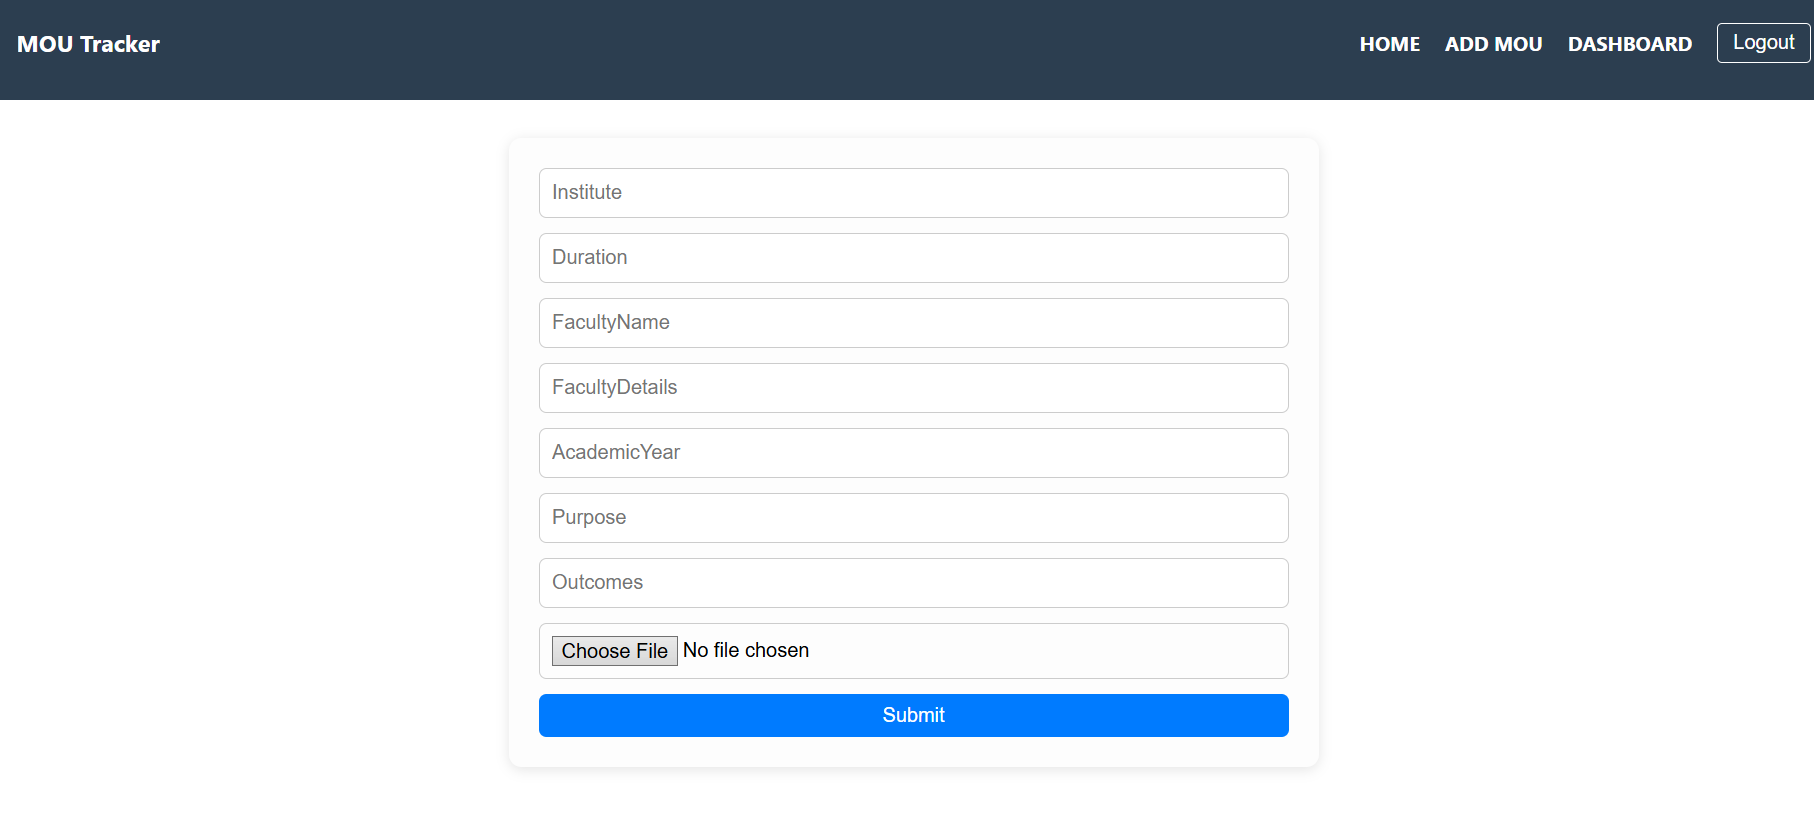 MOU Tracker HOME ADD MOU DASHBOARD Logout
Institute
Duration
FacultyName
FacultyDetails
AcademicYear
Purpose
Outcomes
Choose File No file chosen
Submit